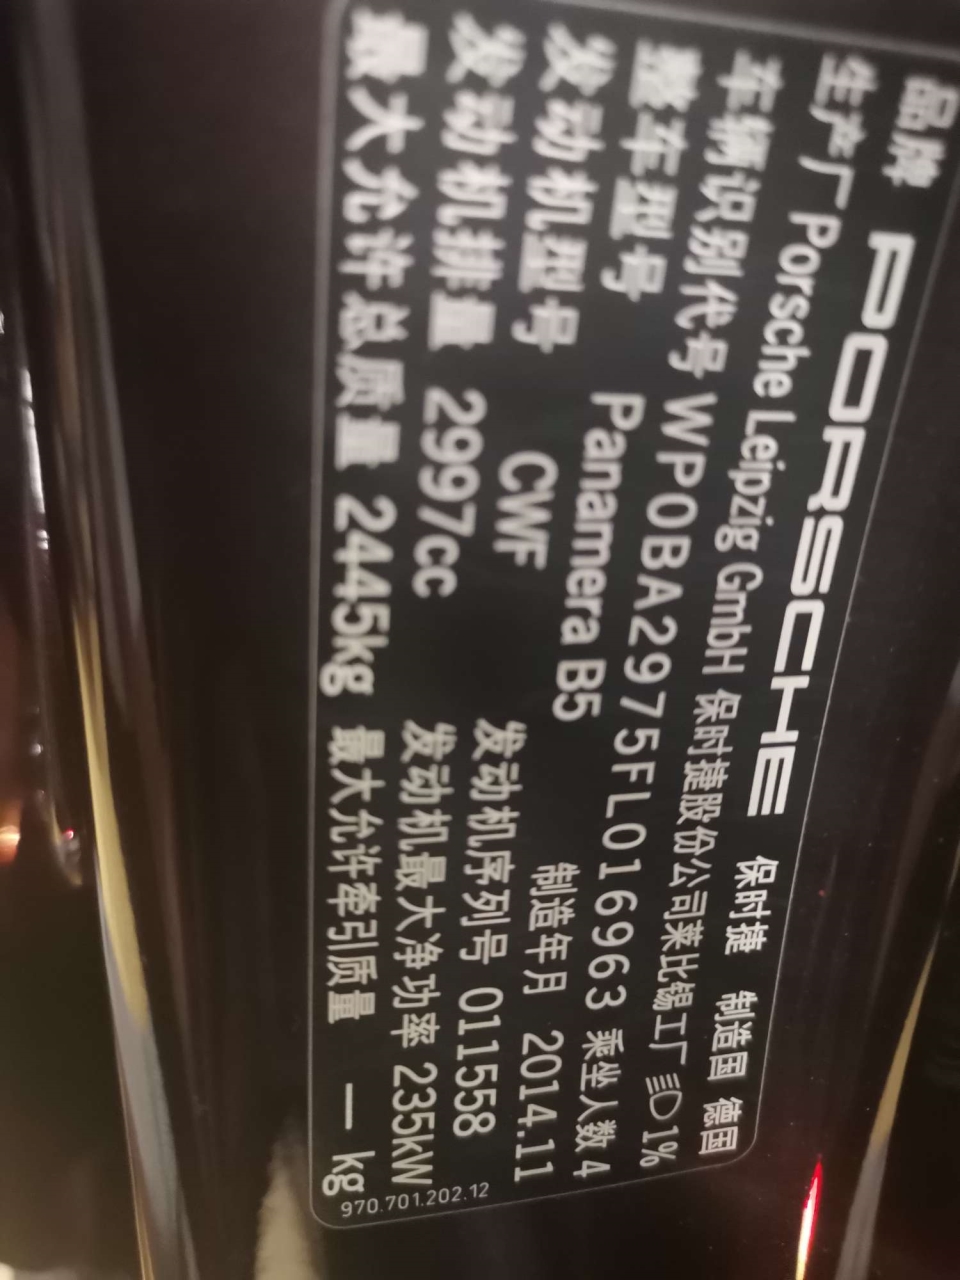 品牌 PORSCHE 保时捷 制造国 德国
生产厂 Porsche Leipzig GmbH 保时捷股份公司莱比锡工厂 1%
车辆识别代号 WP0BA2975FL016963 乘坐人数 4
整车型号 Panamera B5 制造年月 2014.11
发动机型号 CWF 发动机序列号 011558
发动机排量 2997cc 发动机最大净功率 235kW
最大允许总质量 2445kg 最大允许牵引质量 — kg
970.701.202.12